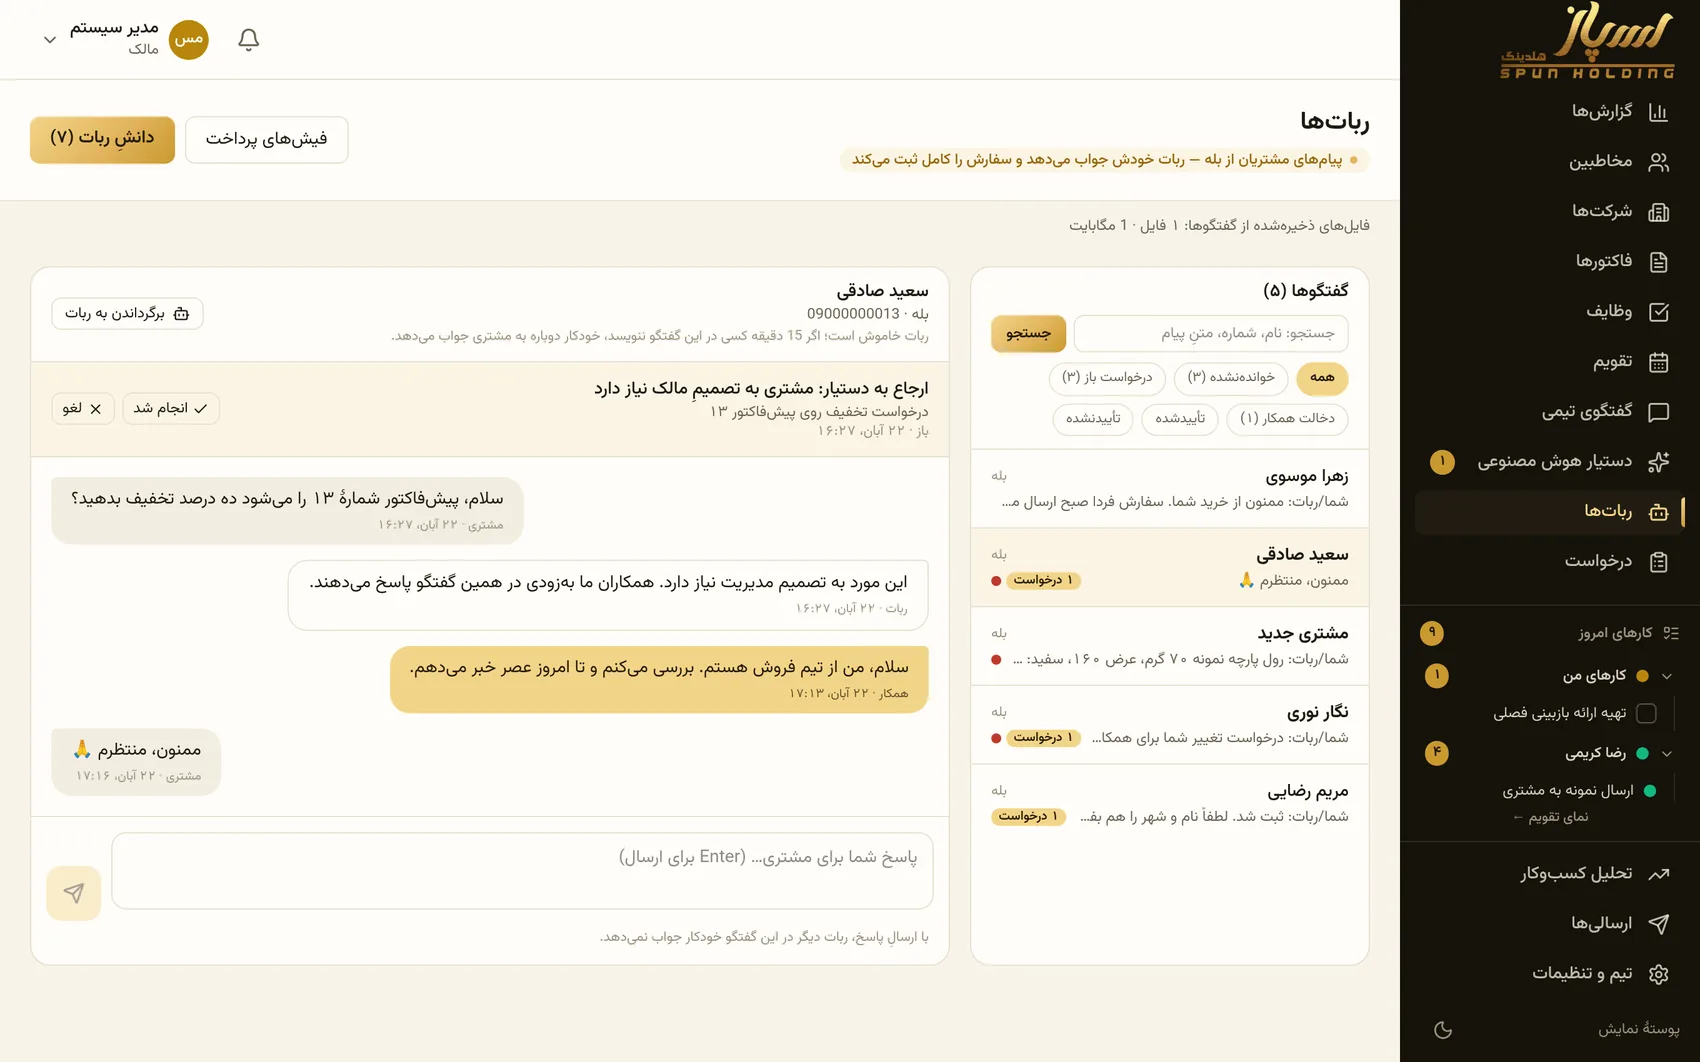 اسپان
هلدینگ
SPUN HOLDING
گزارش‌ها
مخاطبین
شرکت‌ها
فاکتورها
وظایف
تقویم
گفتگوی تیمی
دستیار هوش مصنوعی
۱
ربات‌ها
درخواست
کارهای امروز
۹
کارهای من
۱
تهیه ارائه بازبینی فصلی
رضا کریمی
۴
ارسال نمونه به مشتری
نمای تقویم ←
تحلیل کسب‌وکار
ارسالی‌ها
تیم و تنظیمات
پوستهٔ نمایش
مس
مدیر سیستم
مالک
ربات‌ها
پیام‌های مشتریان از بله — ربات خودش جواب می‌دهد و سفارش را کامل ثبت می‌کند
فیش‌های پرداخت
دانشِ ربات (۷)
فایل‌های ذخیره‌شده از گفتگوها: ۱ فایل · 1 مگابایت
گفتگوها (۵)
جستجو: نام، شماره، متنِ پیام
جستجو
همه
خوانده‌نشده (۳)
درخواست باز (۳)
دخالت همکار (۱)
تأییدشده
تأییدنشده
زهرا موسوی
بله
شما/ربات: ممنون از خرید شما. سفارش فردا صبح ارسال م...
سعید صادقی
بله
ممنون، منتظرم 🙏
۱ درخواست
مشتری جدید
بله
شما/ربات: رول پارچه نمونه ۷۰ گرم، عرض ۱۶۰، سفید: ...
نگار نوری
بله
شما/ربات: درخواست تغییر شما برای همکا...
۱ درخواست
مریم رضایی
بله
شما/ربات: ثبت شد. لطفاً نام و شهر را هم بف...
۱ درخواست
سعید صادقی
بله · 09000000013
ربات خاموش است؛ اگر 15 دقیقه کسی در این گفتگو ننویسد، خودکار دوباره به مشتری جواب می‌دهد.
برگرداندن به ربات
ارجاع به دستیار: مشتری به تصمیمِ مالک نیاز دارد
درخواست تخفیف روی پیش‌فاکتور ۱۳
باز · ۲۲ آبان، ۱۶:۲۷
انجام شد
لغو
سلام، پیش‌فاکتور شمارهٔ ۱۳ را می‌شود ده درصد تخفیف بدهید؟
مشتری · ۲۲ آبان، ۱۶:۲۷
این مورد به تصمیم مدیریت نیاز دارد. همکاران ما به‌زودی در همین گفتگو پاسخ می‌دهند.
ربات · ۲۲ آبان، ۱۶:۲۷
سلام، من از تیم فروش هستم. بررسی می‌کنم و تا امروز عصر خبر می‌دهم.
همکار · ۲۲ آبان، ۱۷:۱۳
ممنون، منتظرم 🙏
مشتری · ۲۲ آبان، ۱۷:۱۶
پاسخ شما برای مشتری... (Enter برای ارسال)
با ارسالِ پاسخ، ربات دیگر در این گفتگو خودکار جواب نمی‌دهد.